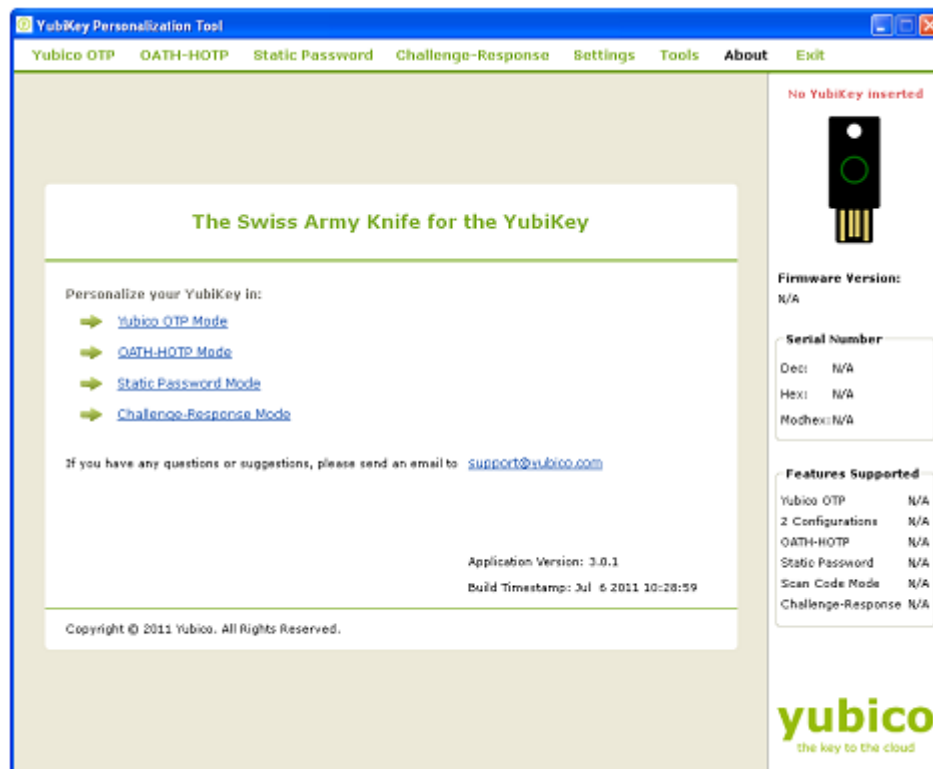 YubiKey Personalization Tool
Yubico OTP OATH-HOTP Static Password Challenge-Response Settings Tools About Exit
No YubiKey inserted
The Swiss Army Knife for the YubiKey
Personalize your YubiKey in:
Yubico OTP Mode
OATH-HOTP Mode
Static Password Mode
Challenge-Response Mode
If you have any questions or suggestions, please send an email to support@yubico.com
Application Version: 3.0.1
Build Timestamp: Jul 6 2011 10:28:59
Copyright © 2011 Yubico. All Rights Reserved.
Firmware Version:
N/A
Serial Number
Dec: N/A
Hex: N/A
Modhex: N/A
Features Supported
Yubico OTP N/A
2 Configurations N/A
OATH-HOTP N/A
Static Password N/A
Scan Code Mode N/A
Challenge-Response N/A
yubico
the key to the cloud